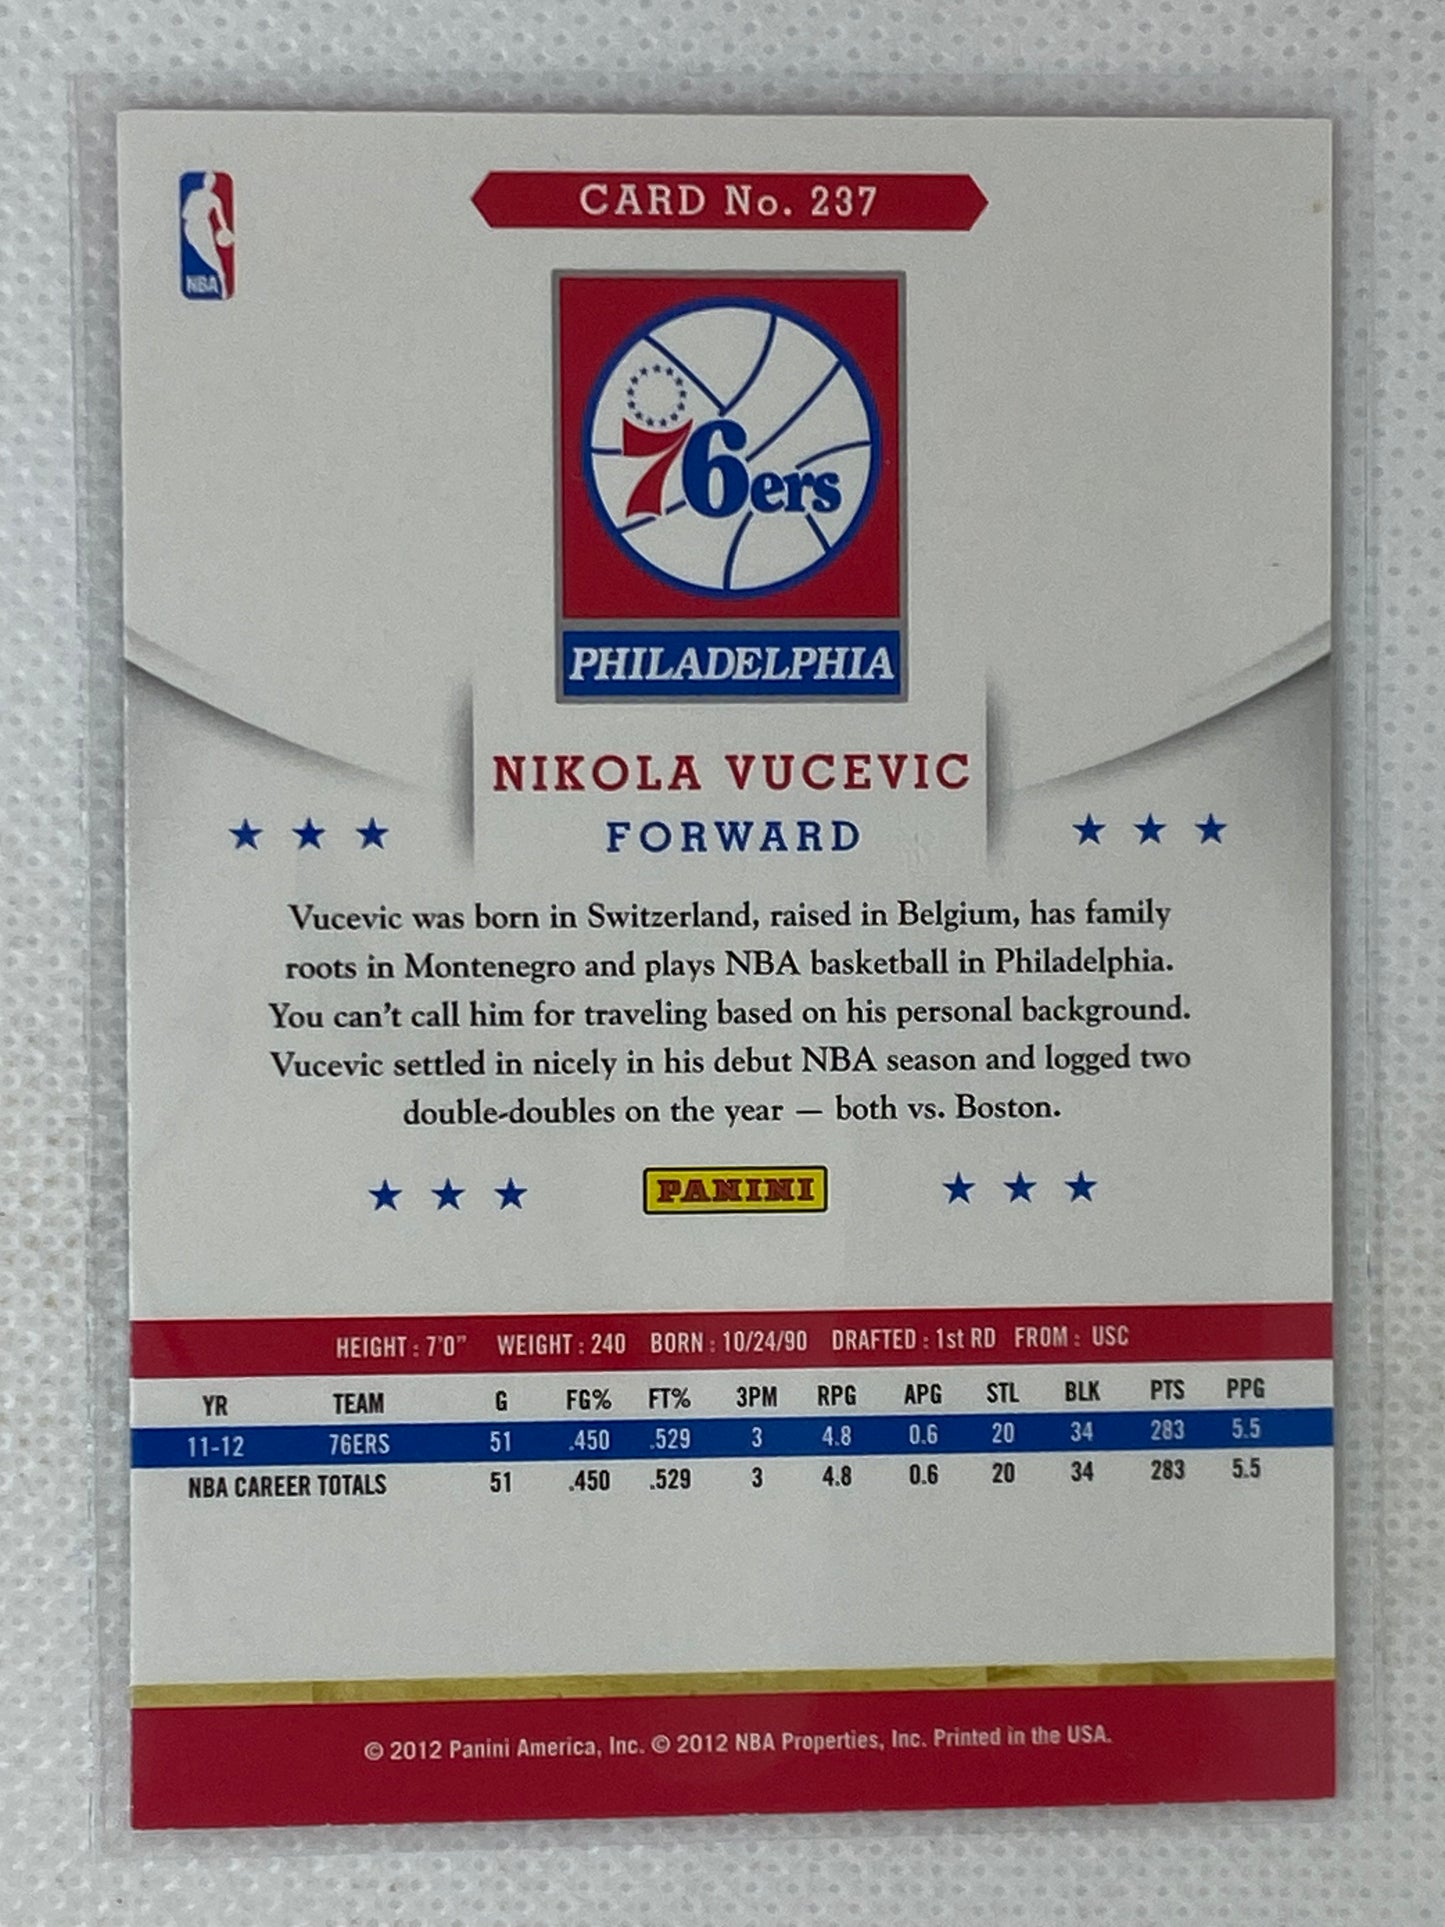 CARD No. 237
NBA
76ers
PHILADELPHIA
NIKOLA VUCEVIC
FORWARD
Vucevic was born in Switzerland, raised in Belgium, has family
roots in Montenegro and plays NBA basketball in Philadelphia.
You can't call him for traveling based on his personal background.
Vucevic settled in nicely in his debut NBA season and logged two
double-doubles on the year — both vs. Boston.
PANINI
HEIGHT : 7'0" WEIGHT : 240 BORN : 10/24/90 DRAFTED : 1st RD FROM : USC
YR TEAM G FG% FT% 3PM RPG APG STL BLK PTS PPG
11-12 76ERS 51 .450 .529 3 4.8 0.6 20 34 283 5.5
NBA CAREER TOTALS 51 .450 .529 3 4.8 0.6 20 34 283 5.5
© 2012 Panini America, Inc. © 2012 NBA Properties, Inc. Printed in the USA.